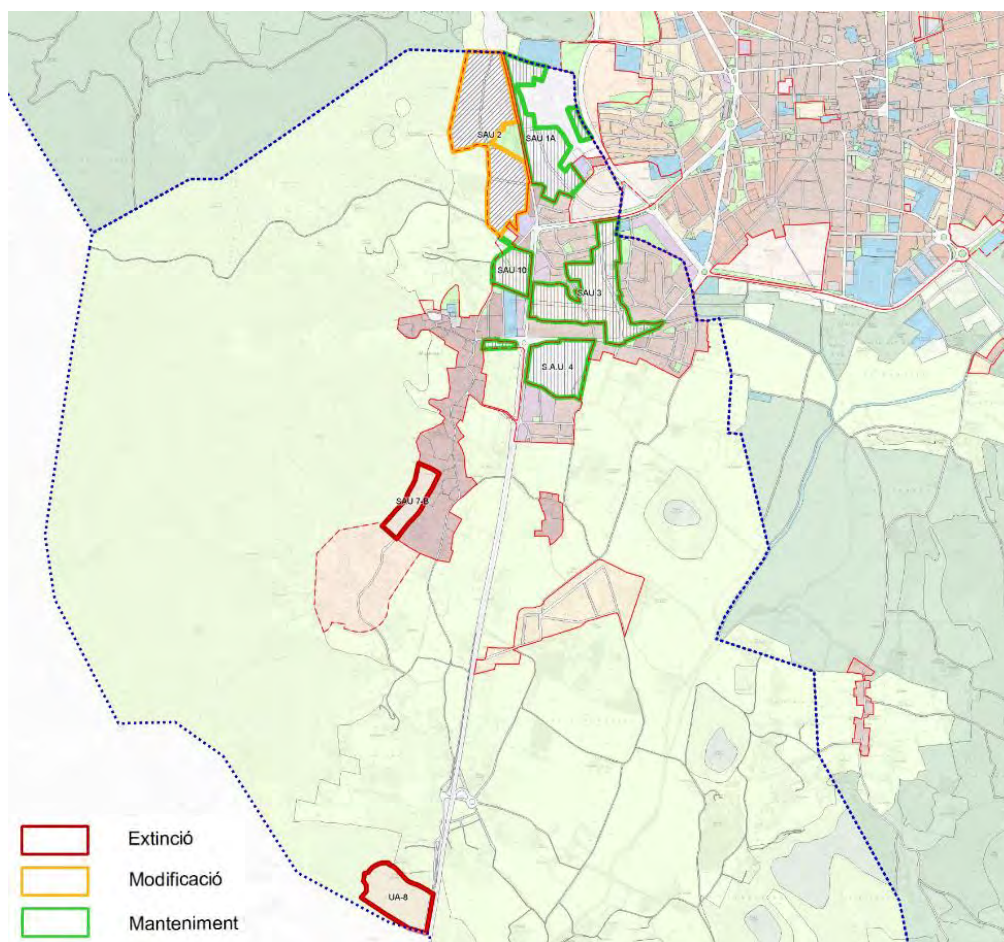 SAU 2
SAU 1A
SAU 10
SAU 3
S.A.U. 4
SAU 7-B
UA-8
Extinció
Modificació
Manteniment